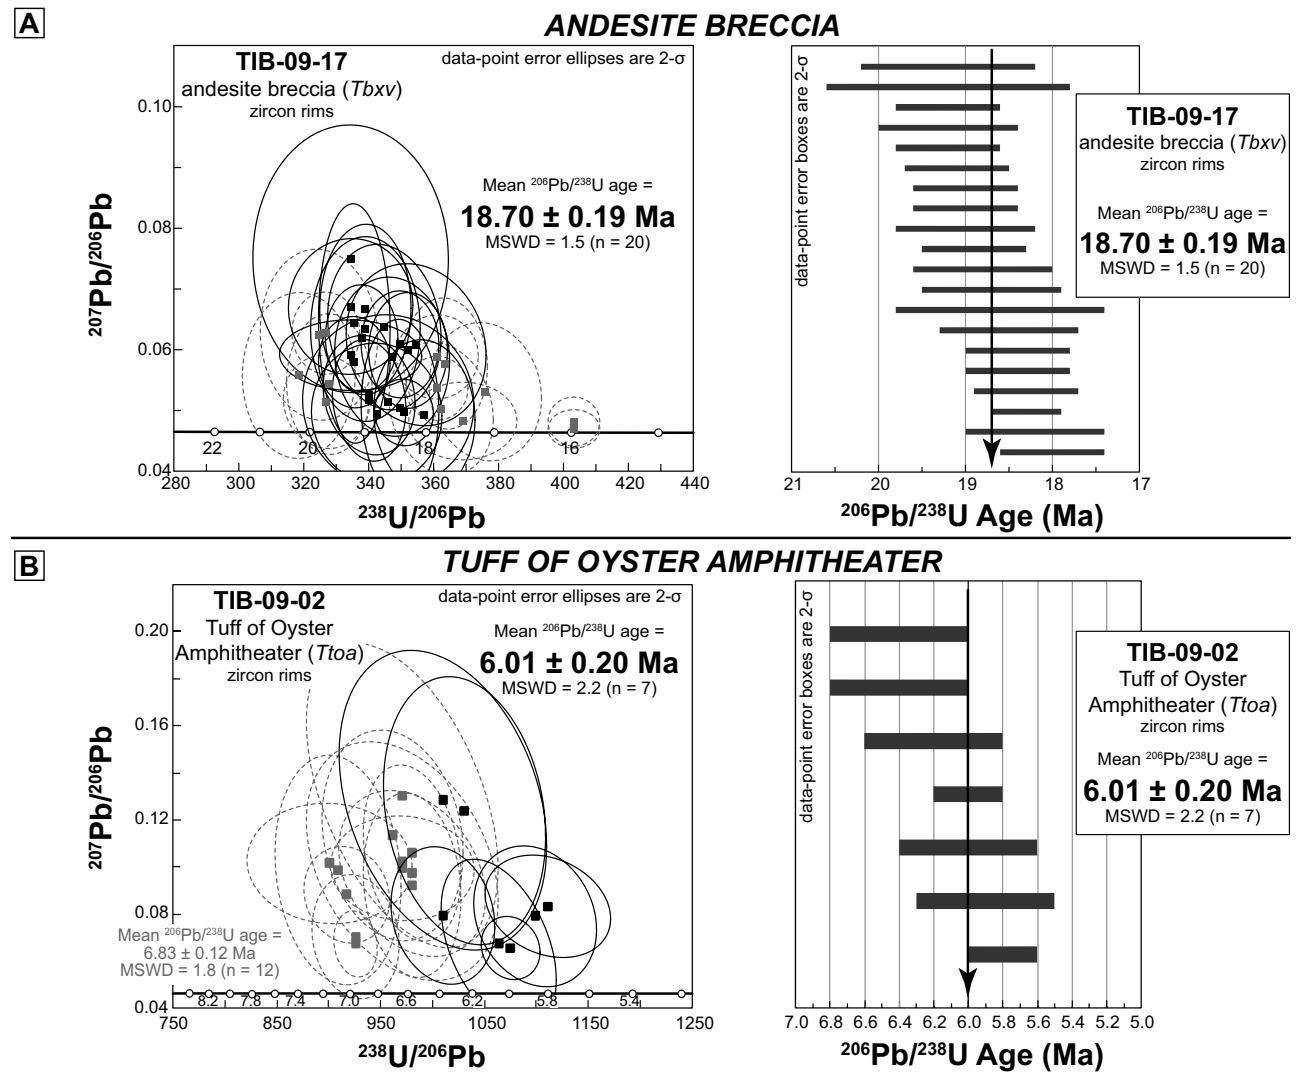 A
ANDESITE BRECCIA
TIB-09-17
andesite breccia (Tbxv)
zircon rims
data-point error ellipses are 2-σ
Mean 206Pb/238U age =
18.70 ± 0.19 Ma
MSWD = 1.5 (n = 20)
207Pb/206Pb
0.10
0.08
0.06
0.04
22
20
18
16
280
300
320
340
360
380
400
420
440
238U/206Pb
data-point error boxes are 2-σ
TIB-09-17
andesite breccia (Tbxv)
zircon rims
Mean 206Pb/238U age =
18.70 ± 0.19 Ma
MSWD = 1.5 (n = 20)
21
20
19
18
17
206Pb/238U Age (Ma)
B
TUFF OF OYSTER AMPHITHEATER
TIB-09-02
Tuff of Oyster
Amphitheater (Ttoa)
zircon rims
data-point error ellipses are 2-σ
Mean 206Pb/238U age =
6.01 ± 0.20 Ma
MSWD = 2.2 (n = 7)
207Pb/206Pb
0.20
0.16
0.12
0.08
0.04
Mean 206Pb/238U age =
6.83 ± 0.12 Ma
MSWD = 1.8 (n = 12)
8.2
7.8
7.4
7.0
6.6
6.2
5.8
5.4
750
850
950
1050
1150
1250
238U/206Pb
data-point error boxes are 2-σ
TIB-09-02
Tuff of Oyster
Amphitheater (Ttoa)
zircon rims
Mean 206Pb/238U age =
6.01 ± 0.20 Ma
MSWD = 2.2 (n = 7)
7.0
6.8
6.6
6.4
6.2
6.0
5.8
5.6
5.4
5.2
5.0
206Pb/238U Age (Ma)